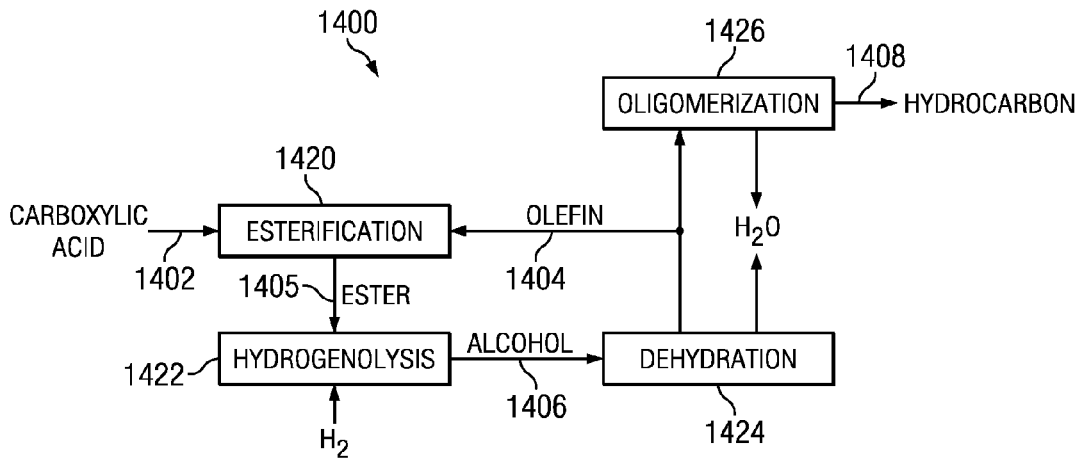 1400
1426
1408
OLIGOMERIZATION
HYDROCARBON
1420
CARBOXYLIC
ACID
1402
ESTERIFICATION
OLEFIN
1404
H2O
1405
ESTER
HYDROGENOLYSIS
1422
ALCOHOL
1406
DEHYDRATION
1424
H2